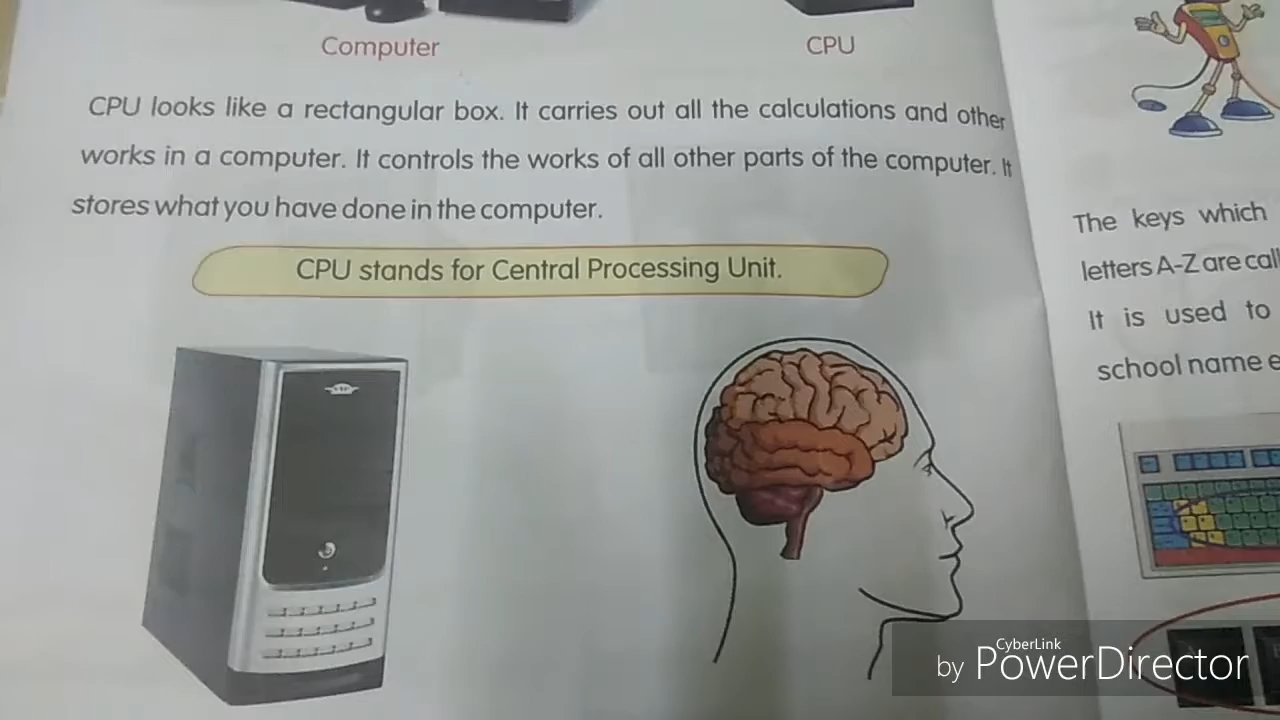 Computer
CPU
CPU looks like a rectangular box. It carries out all the calculations and other
works in a computer. It controls the works of all other parts of the computer. It
stores what you have done in the computer.
CPU stands for Central Processing Unit.
The keys which
letters A-Z are call
It is used to
school name e
CyberLink
by PowerDirector